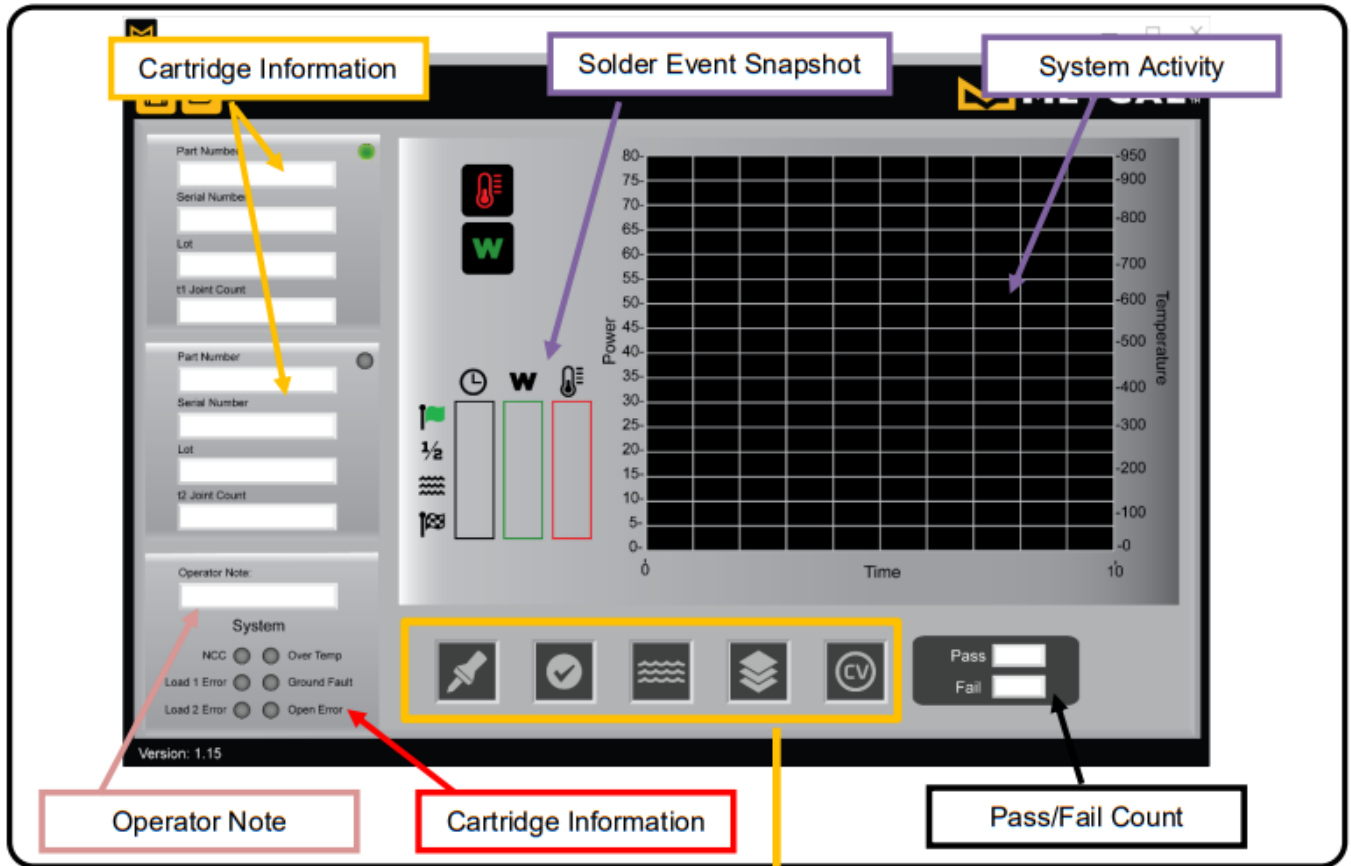 Cartridge Information
Solder Event Snapshot
System Activity
Part Number
Serial Number
Lot
t1 Joint Count
Part Number
Serial Number
Lot
t2 Joint Count
Operator Note:
System
NCC
Over Temp
Load 1 Error
Ground Fault
Load 2 Error
Open Error
W
W
½
Power
80-
75-
70-
65-
60-
55-
50-
45-
40-
35-
30-
25-
20-
15-
10-
5-
0-
-950
-900
-800
-700
-600
-500
-400
-300
-200
-100
-0
Temperature
0
Time
10
CV
Pass
Fail
Version: 1.15
Operator Note
Cartridge Information
Pass/Fail Count